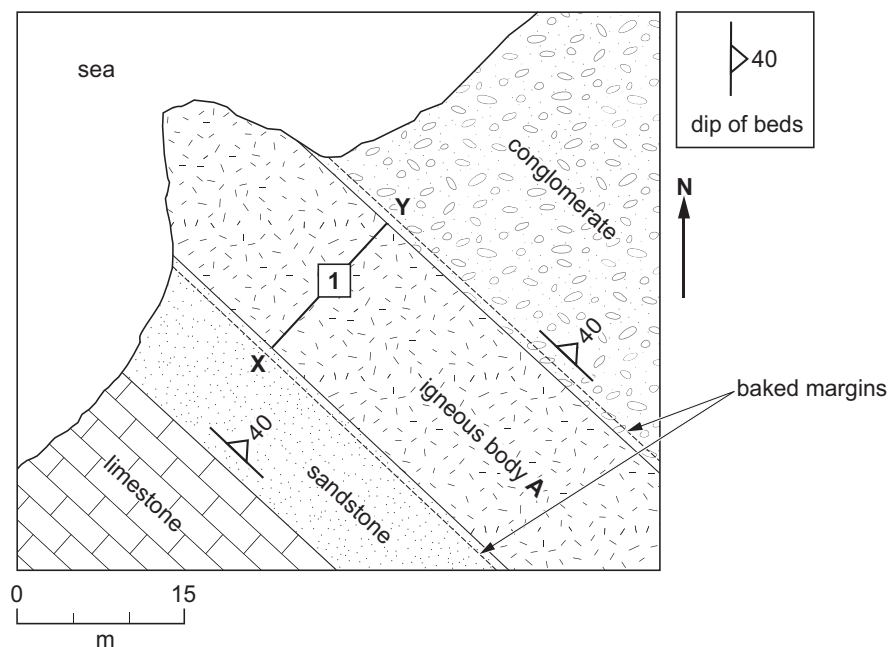 sea
40
dip of beds
N
conglomerate
Y
1
40
X
baked margins
igneous body A
40
sandstone
limestone
0 15
m